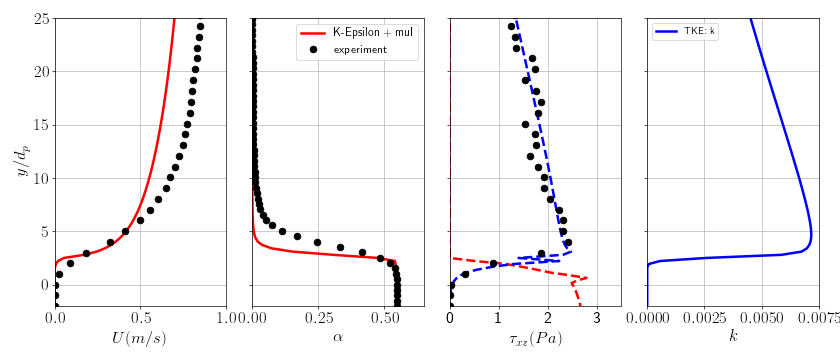 25
20
15
10
5
0
y/d_p
0.0 0.5 1.0
U(m/s)
K-Epsilon + mul
experiment
0.00 0.25 0.50
α
0 1 2 3
τ_xz(Pa)
TKE: k
0.0000 0.0025 0.0050 0.0075
k